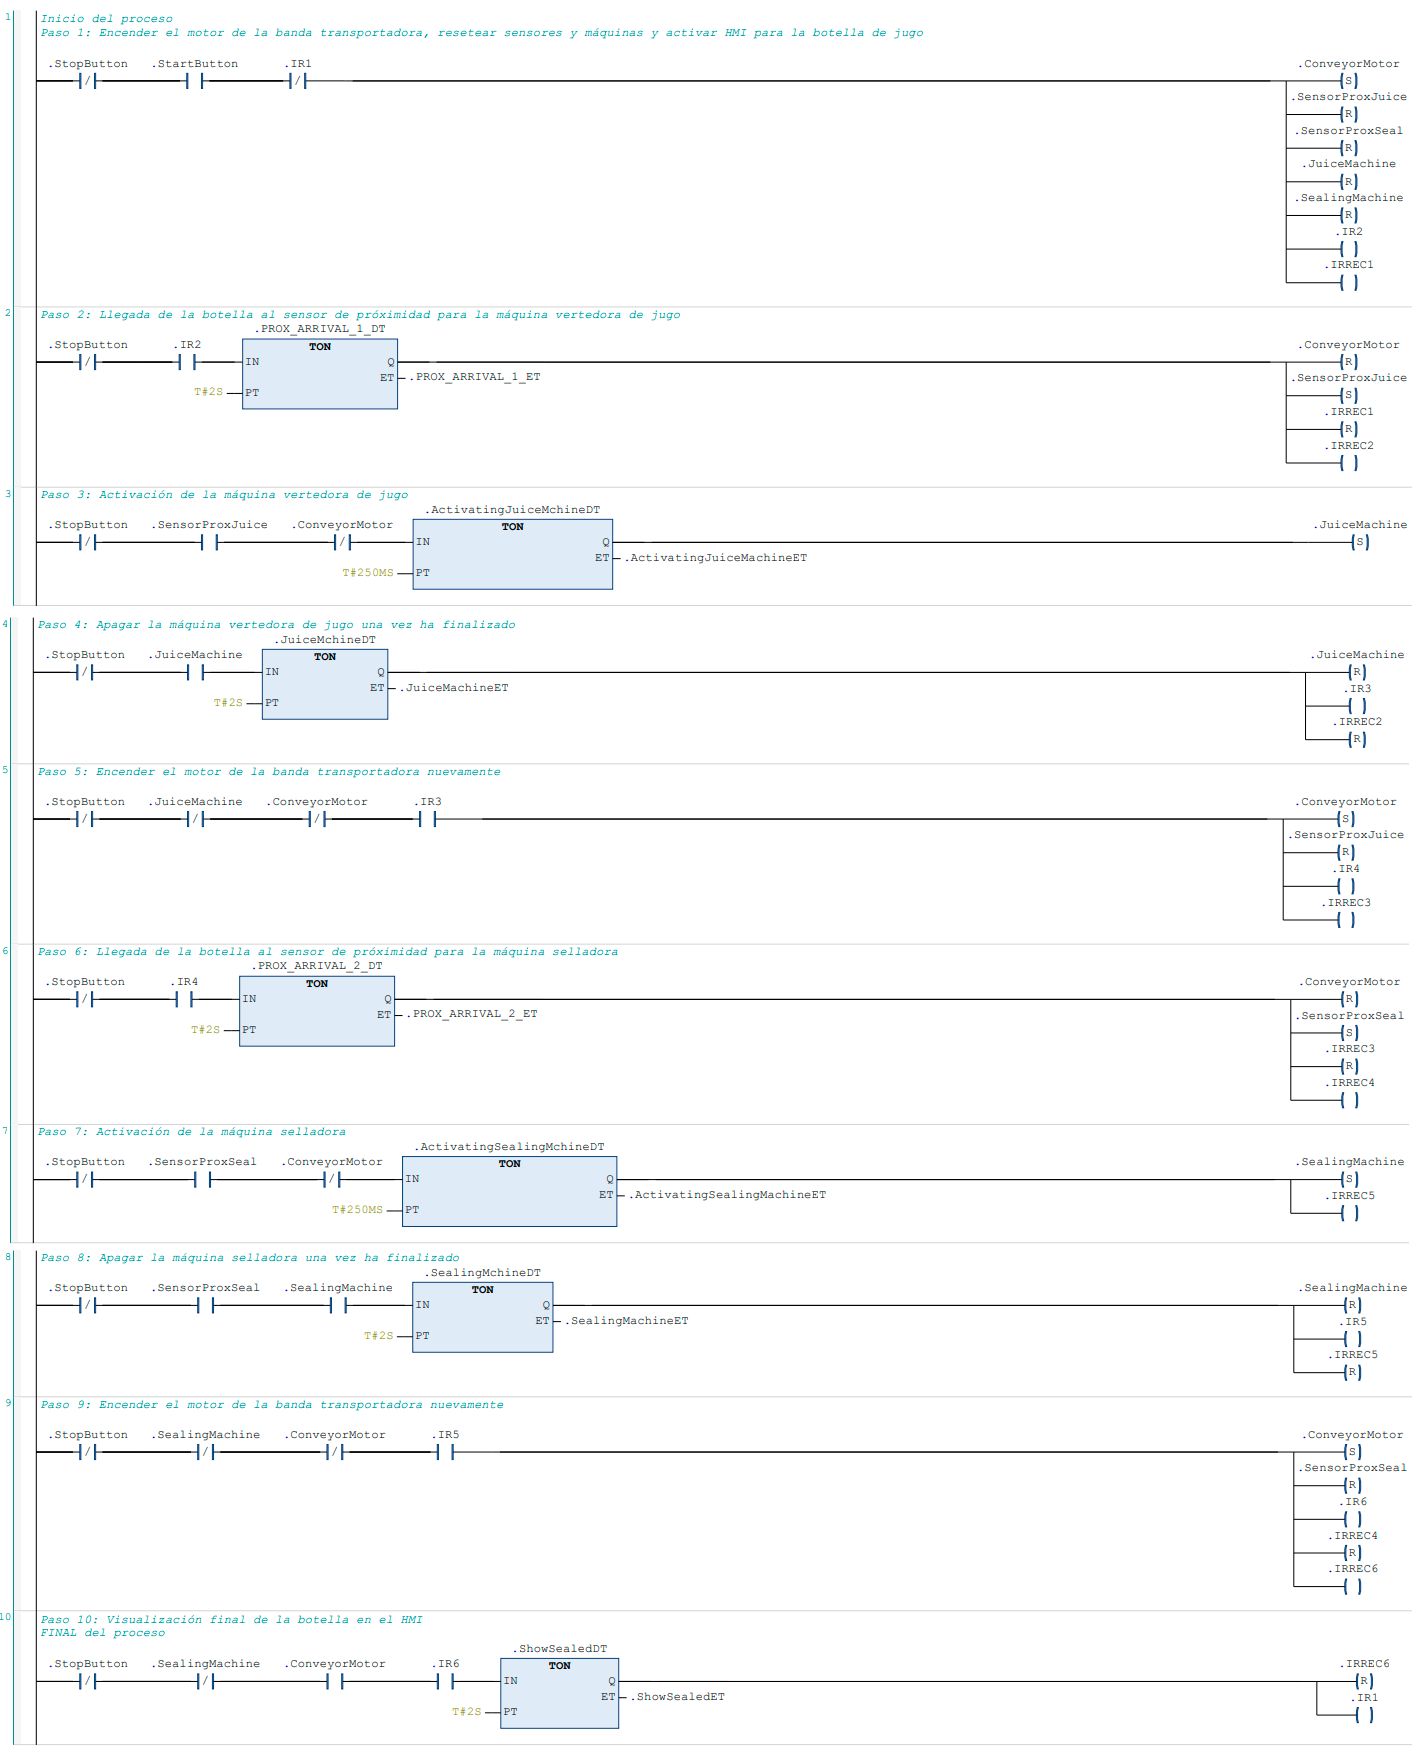 1
Inicio del proceso
Paso 1: Encender el motor de la banda transportadora, resetear sensores y máquinas y activar HMI para la botella de jugo
.StopButton .StartButton .IR1 .ConveyorMotor
/ / S
.SensorProxJuice
R
.SensorProxSeal
R
.JuiceMachine
R
.SealingMachine
R
.IR2
.IRREC1
2
Paso 2: Llegada de la botella al sensor de próximidad para la máquina vertedora de jugo
.PROX_ARRIVAL_1_DT
.StopButton .IR2 TON .ConveyorMotor
/ IN Q R
ET .PROX_ARRIVAL_1_ET .SensorProxJuice
T#2S PT S
.IRREC1
R
.IRREC2
3
Paso 3: Activación de la máquina vertedora de jugo
.ActivatingJuiceMchineDT
.StopButton .SensorProxJuice .ConveyorMotor TON .JuiceMachine
/ / IN Q S
ET .ActivatingJuiceMachineET
T#250MS PT
4
Paso 4: Apagar la máquina vertedora de jugo una vez ha finalizado
.JuiceMchineDT
.StopButton .JuiceMachine TON .JuiceMachine
/ IN Q R
ET .JuiceMachineET .IR3
T#2S PT
.IRREC2
R
5
Paso 5: Encender el motor de la banda transportadora nuevamente
.StopButton .JuiceMachine .ConveyorMotor .IR3 .ConveyorMotor
/ / / S
.SensorProxJuice
R
.IR4
.IRREC3
6
Paso 6: Llegada de la botella al sensor de próximidad para la máquina selladora
.PROX_ARRIVAL_2_DT
.StopButton .IR4 TON .ConveyorMotor
/ IN Q R
ET .PROX_ARRIVAL_2_ET .SensorProxSeal
T#2S PT S
.IRREC3
R
.IRREC4
7
Paso 7: Activación de la máquina selladora
.ActivatingSealingMchineDT
.StopButton .SensorProxSeal .ConveyorMotor TON .SealingMachine
/ / IN Q S
ET .ActivatingSealingMachineET .IRREC5
T#250MS PT
8
Paso 8: Apagar la máquina selladora una vez ha finalizado
.SealingMchineDT
.StopButton .SensorProxSeal .SealingMachine TON .SealingMachine
/ IN Q R
ET .SealingMachineET .IR5
T#2S PT
.IRREC5
R
9
Paso 9: Encender el motor de la banda transportadora nuevamente
.StopButton .SealingMachine .ConveyorMotor .IR5 .ConveyorMotor
/ / / S
.SensorProxSeal
R
.IR6
.IRREC4
R
.IRREC6
10
Paso 10: Visualización final de la botella en el HMI
FINAL del proceso
.ShowSealedDT
.StopButton .SealingMachine .ConveyorMotor .IR6 TON .IRREC6
/ / IN Q R
ET .ShowSealedET .IR1
T#2S PT